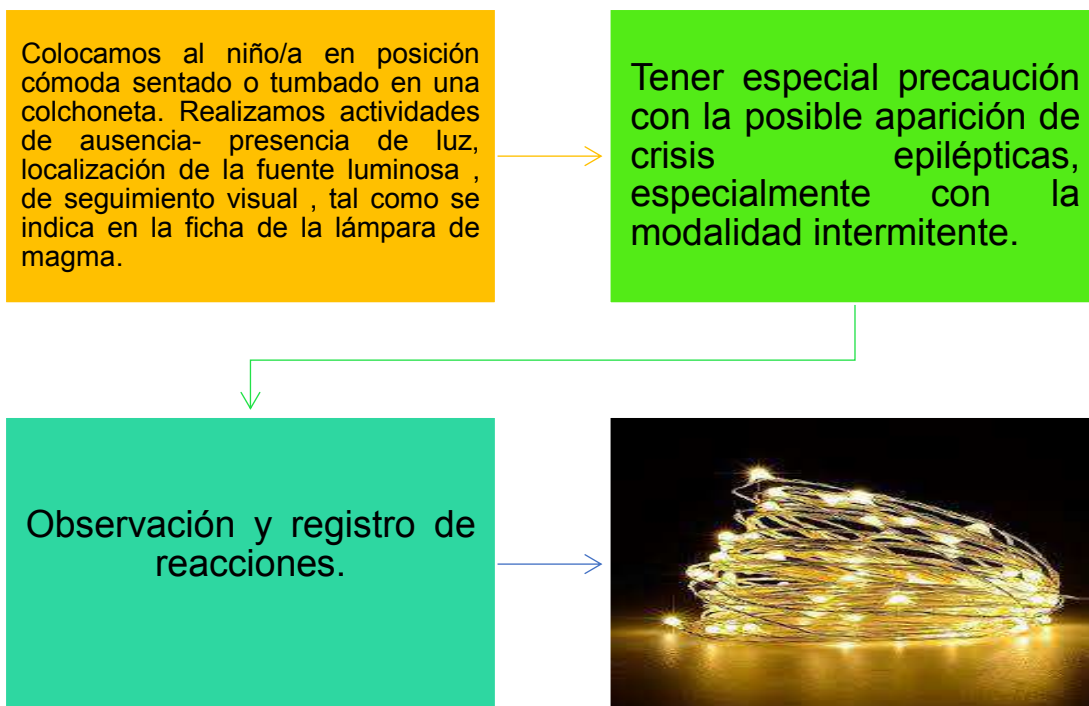 Colocamos al niño/a en posición
cómoda sentado o tumbado en una
colchoneta. Realizamos actividades
de ausencia- presencia de luz,
localización de la fuente luminosa ,
de seguimiento visual , tal como se
indica en la ficha de la lámpara de
magma.
Tener especial precaución
con la posible aparición de
crisis epilépticas,
especialmente con la
modalidad intermitente.
Observación y registro de
reacciones.